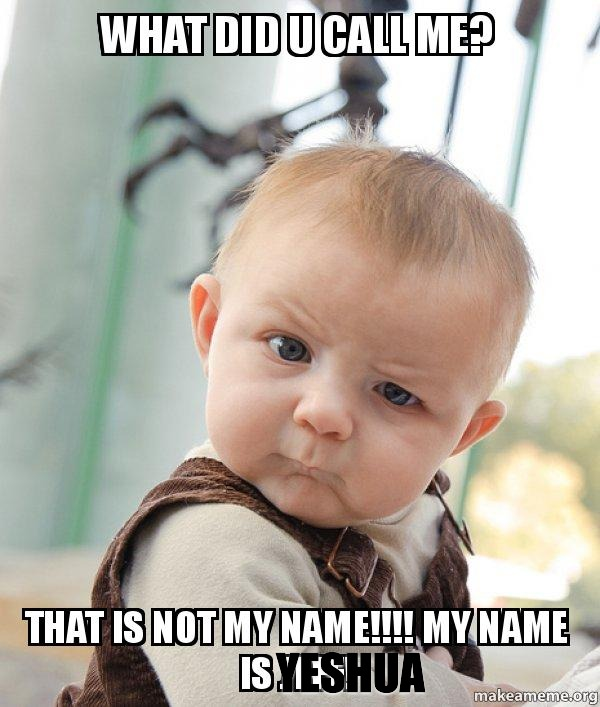 WHAT DID U CALL ME?
THAT IS NOT MY NAME!!!! MY NAME
IS YESHUA
makeameme.org